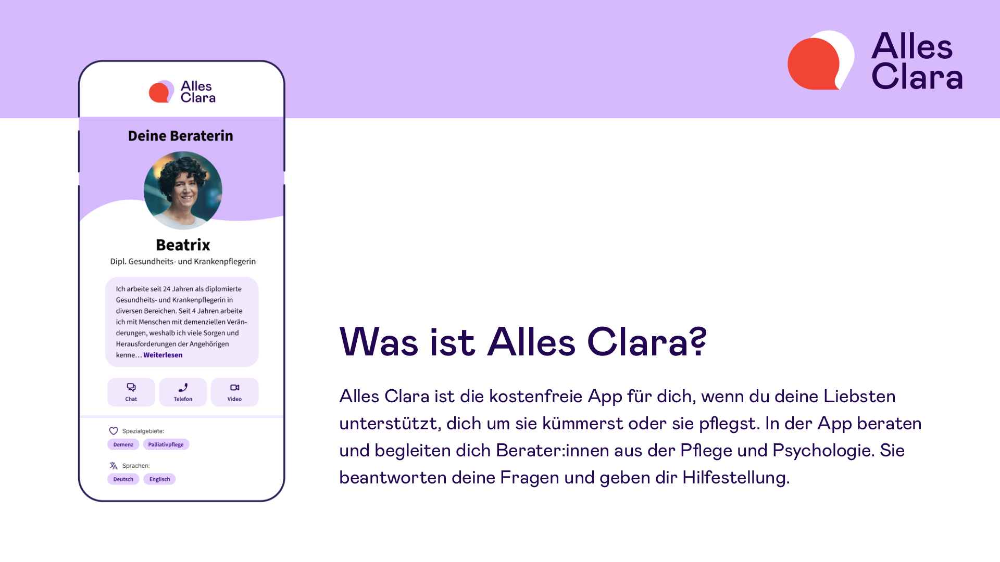 Alles
Clara
Alles
Clara
Deine Beraterin
Beatrix
Dipl. Gesundheits- und Krankenpflegerin
Ich arbeite seit 24 Jahren als diplomierte
Gesundheits- und Krankenpflegerin in
diversen Bereichen. Seit 4 Jahren arbeite
ich mit Menschen mit demenziellen Verän-
derungen, weshalb ich viele Sorgen und
Herausforderungen der Angehörigen
kenne… Weiterlesen
Chat
Telefon
Video
Spezialgebiete:
Demenz
Palliativpflege
Sprachen:
Deutsch
Englisch
Was ist Alles Clara?
Alles Clara ist die kostenfreie App für dich, wenn du deine Liebsten
unterstützt, dich um sie kümmerst oder sie pflegst. In der App beraten
und begleiten dich Berater:innen aus der Pflege und Psychologie. Sie
beantworten deine Fragen und geben dir Hilfestellung.